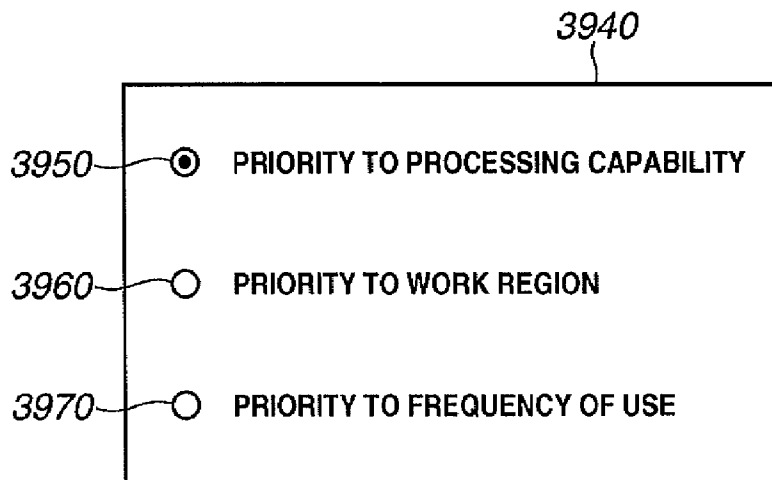 3940
3950 PRIORITY TO PROCESSING CAPABILITY
3960 PRIORITY TO WORK REGION
3970 PRIORITY TO FREQUENCY OF USE